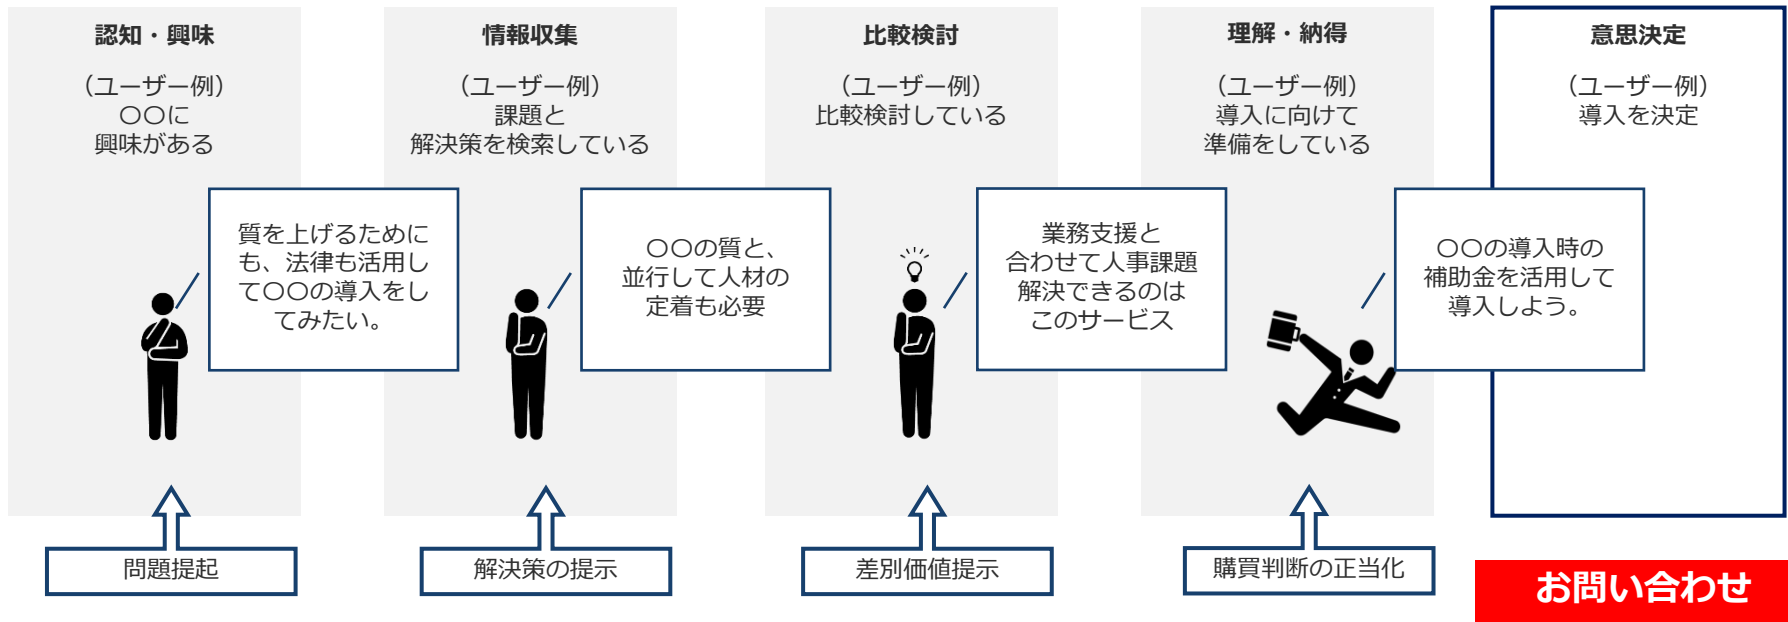 認知・興味
（ユーザー例）
〇〇に
興味がある
質を上げるために
も、法律も活用し
て〇〇の導入をし
てみたい。
問題提起
情報収集
（ユーザー例）
課題と
解決策を検索している
〇〇の質と、
並行して人材の
定着も必要
解決策の提示
比較検討
（ユーザー例）
比較検討している
業務支援と
合わせて人事課題
解決できるのは
このサービス
差別価値提示
理解・納得
（ユーザー例）
導入に向けて
準備をしている
〇〇の導入時の
補助金を活用して
導入しよう。
購買判断の正当化
意思決定
（ユーザー例）
導入を決定
お問い合わせ